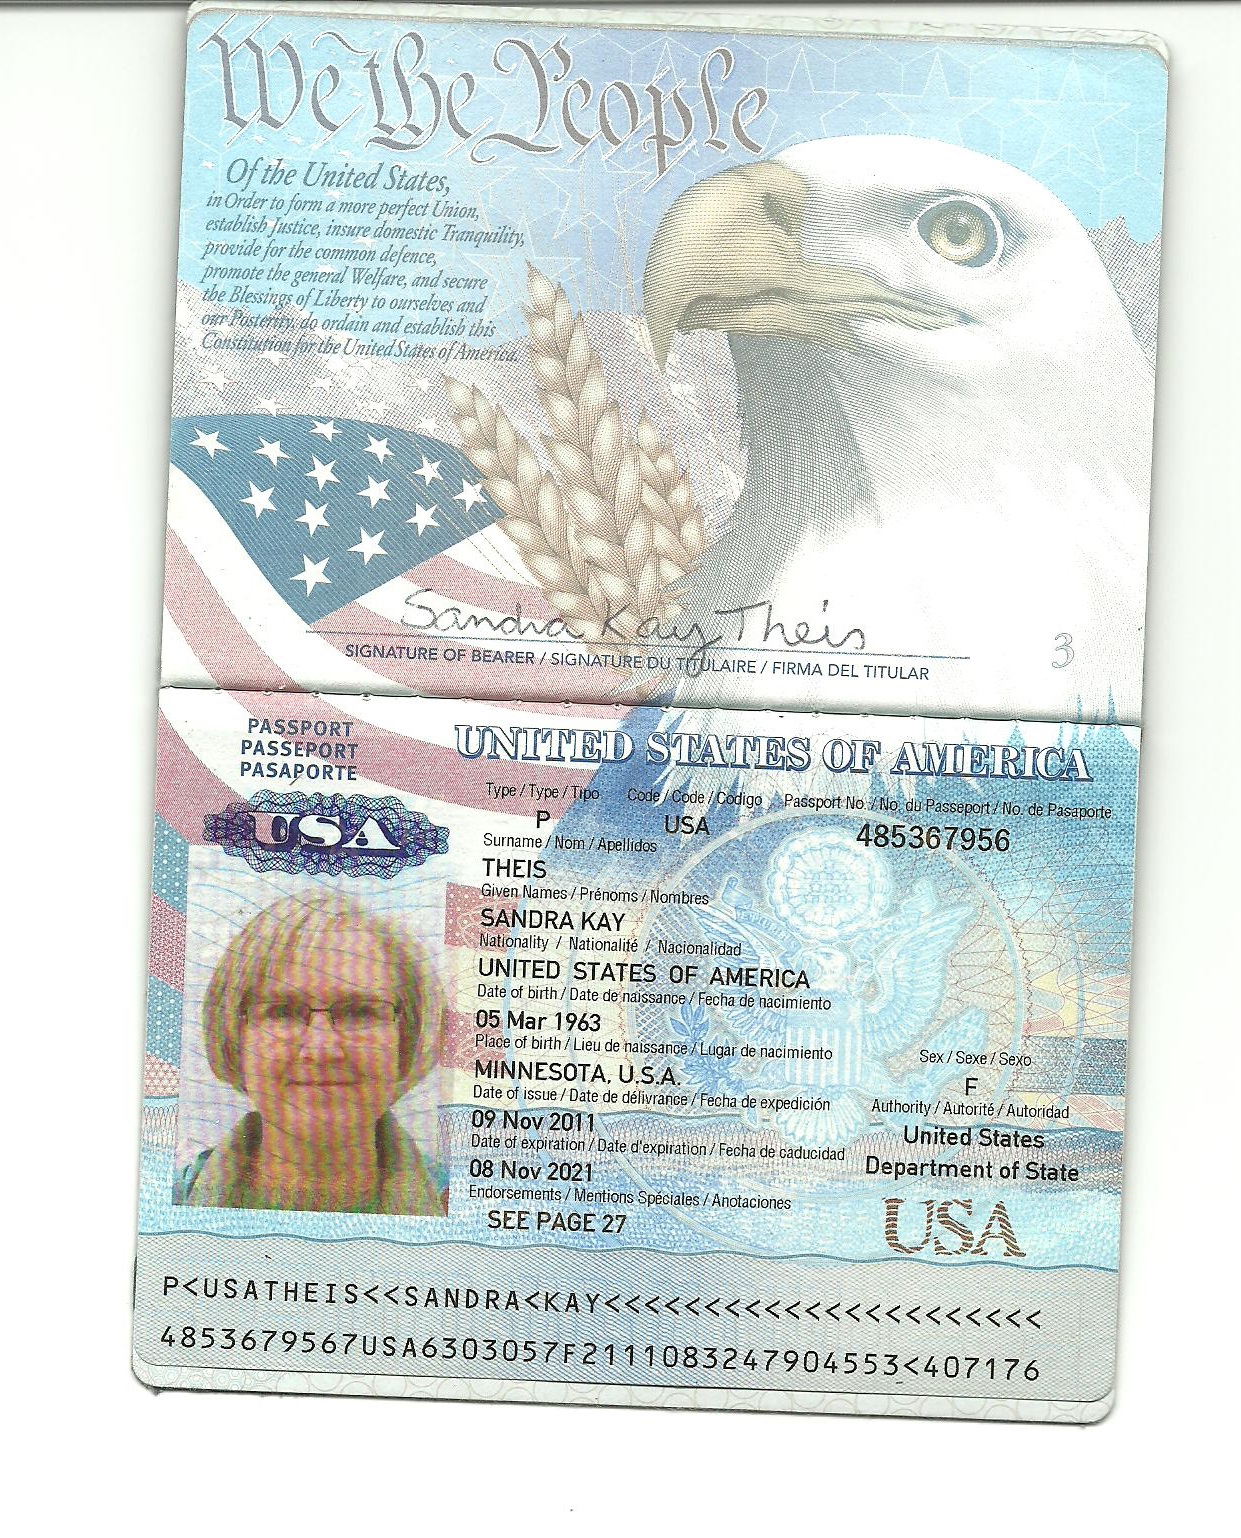 We the People
Of the United States,
in Order to form a more perfect Union,
establish Justice, insure domestic Tranquility,
provide for the common defence,
promote the general Welfare, and secure
the Blessings of Liberty to ourselves and
our Posterity, do ordain and establish this
Constitution for the United States of America.
Sandra Kay Theis
SIGNATURE OF BEARER / SIGNATURE DU TITULAIRE / FIRMA DEL TITULAR
3
PASSPORT
PASSEPORT
PASAPORTE
UNITED STATES OF AMERICA
USA
Type / Type / Tipo Code / Code / Codigo Passport No. / No. du Passeport / No. de Pasaporte
P USA 485367956
Surname / Nom / Apellidos
THEIS
Given Names / Prénoms / Nombres
SANDRA KAY
Nationality / Nationalité / Nacionalidad
UNITED STATES OF AMERICA
Date of birth / Date de naissance / Fecha de nacimiento
05 Mar 1963
Place of birth / Lieu de naissance / Lugar de nacimiento Sex / Sexe / Sexo
MINNESOTA, U.S.A. F
Date of issue / Date de délivrance / Fecha de expedición Authority / Autorité / Autoridad
09 Nov 2011 United States
Date of expiration / Date d'expiration / Fecha de caducidad Department of State
08 Nov 2021
Endorsements / Mentions Spéciales / Anotaciones
SEE PAGE 27 USA
P<USATHEIS<<SANDRA<KAY<<<<<<<<<<<<<<<<<<<<<<
4853679567USA6303057F2111083247904553<407176